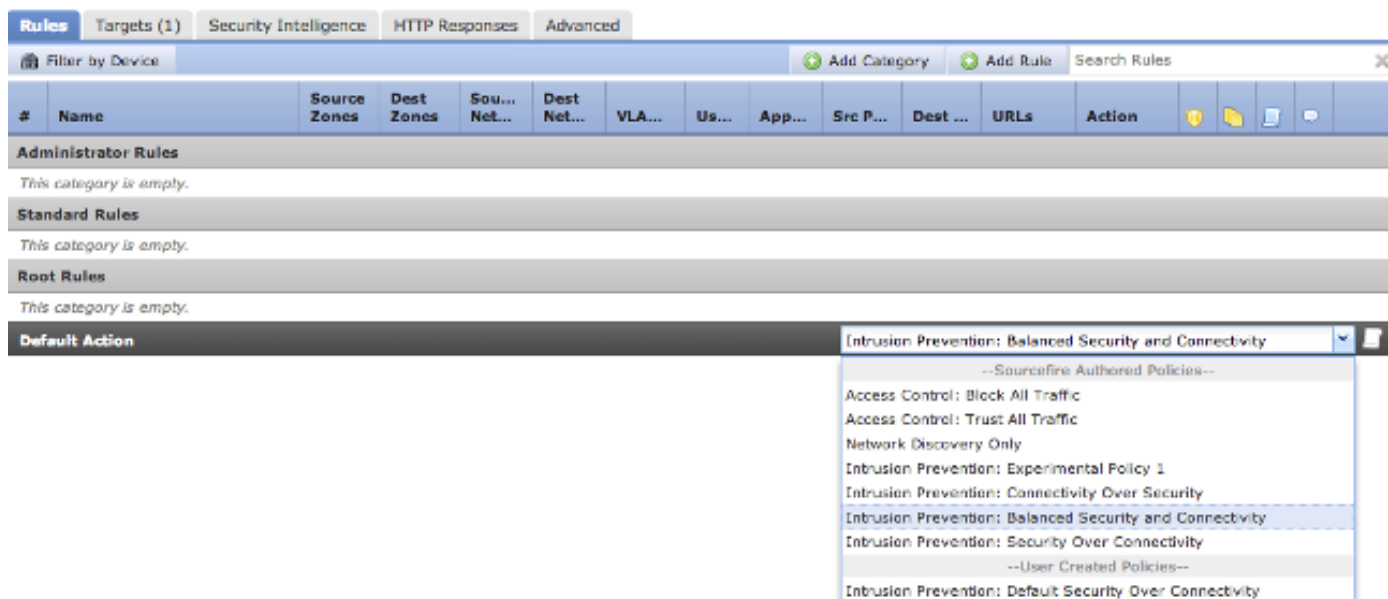 Rules Targets (1) Security Intelligence HTTP Responses Advanced
Filter by Device Add Category Add Rule Search Rules
# Name Source Zones Dest Zones Sou... Net... Dest Net... VLA... Us... App... Src P... Dest ... URLs Action
Administrator Rules
This category is empty.
Standard Rules
This category is empty.
Root Rules
This category is empty.
Default Action Intrusion Prevention: Balanced Security and Connectivity
--Sourcefire Authored Policies--
Access Control: Block All Traffic
Access Control: Trust All Traffic
Network Discovery Only
Intrusion Prevention: Experimental Policy 1
Intrusion Prevention: Connectivity Over Security
Intrusion Prevention: Balanced Security and Connectivity
Intrusion Prevention: Security Over Connectivity
--User Created Policies--
Intrusion Prevention: Default Security Over Connectivity